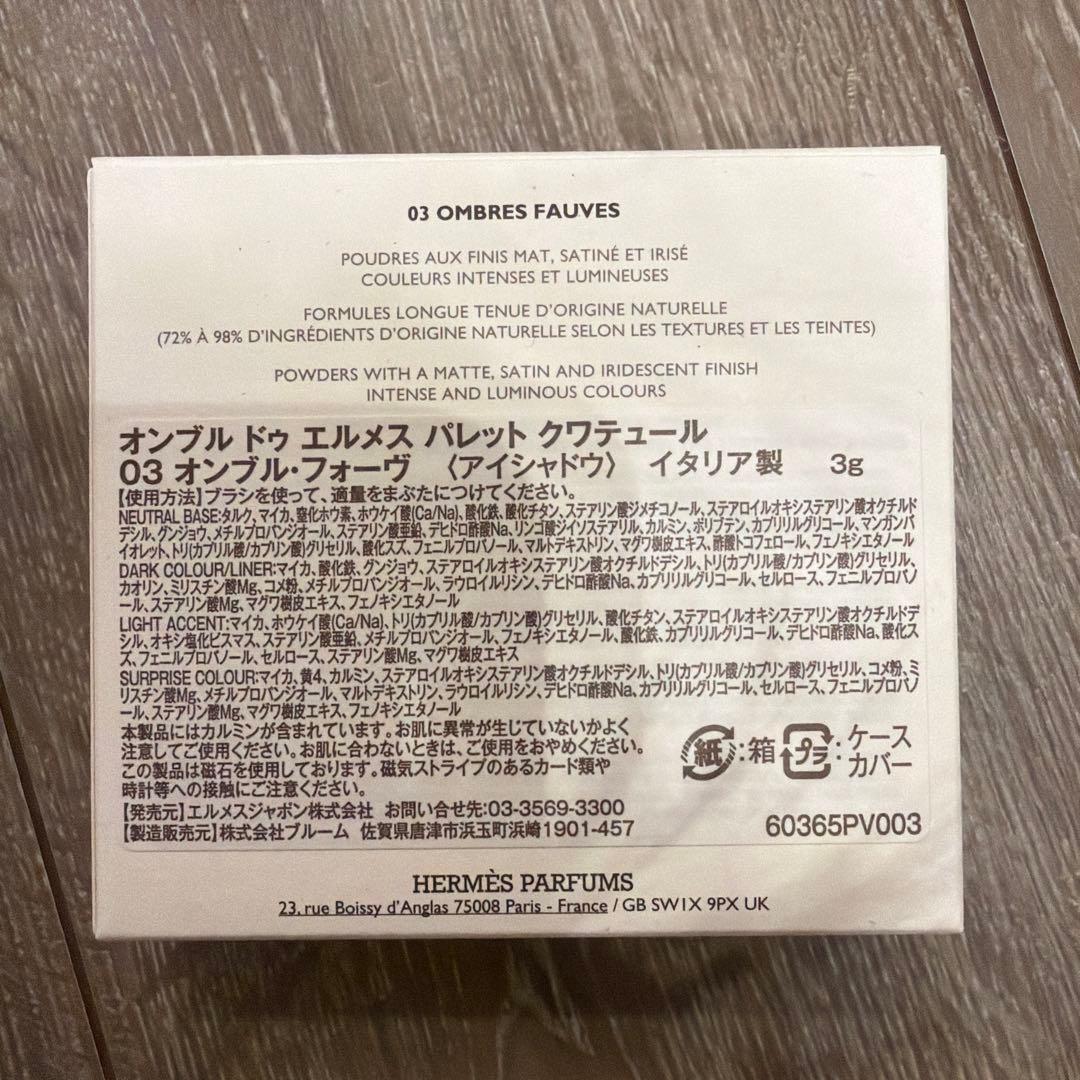 03 OMBRES FAUVES
POUDRES AUX FINIS MAT, SATINÉ ET IRISÉ
COULEURS INTENSES ET LUMINEUSES
FORMULES LONGUE TENUE D'ORIGINE NATURELLE
(72% À 98% D'INGRÉDIENTS D'ORIGINE NATURELLE SELON LES TEXTURES ET LES TEINTES)
POWDERS WITH A MATTE, SATIN AND IRIDESCENT FINISH
INTENSE AND LUMINOUS COLOURS
オンブル ドゥ エルメス パレット クワテュール
03 オンブル・フォーヴ 〈アイシャドウ〉 イタリア製 3g
【使用方法】ブラシを使って、適量をまぶたにつけてください。
NEUTRAL BASE:タルク、マイカ、窒化ホウ素、ホウケイ酸(Ca/Na)、酸化鉄、酸化チタン、ステアリン酸ジメチコノール、ステアロイルオキシステアリン酸オクチルド
デシル、グンジョウ、メチルプロパンジオール、ステアリン酸亜鉛、デヒドロ酢酸Na、リンゴ酸ジイソステアリル、カルミン、ポリブテン、カプリリルグリコール、マンガンバ
イオレット、トリ(カプリル酸/カプリン酸)グリセリル、酸化スズ、フェニルプロパノール、マルトデキストリン、マグワ樹皮エキス、酢酸トコフェロール、フェノキシエタノール
DARK COLOUR/LINER:マイカ、酸化鉄、グンジョウ、ステアロイルオキシステアリン酸オクチルドデシル、トリ(カプリル酸/カプリン酸)グリセリル、
カオリン、ミリスチン酸Mg、コメ粉、メチルプロパンジオール、ラウロイルリシン、デヒドロ酢酸Na、カプリリルグリコール、セルロース、フェニルプロパノ
ール、ステアリン酸Mg、マグワ樹皮エキス、フェノキシエタノール
LIGHT ACCENT:マイカ、ホウケイ酸(Ca/Na)、トリ(カプリル酸/カプリン酸)グリセリル、酸化チタン、ステアロイルオキシステアリン酸オクチルドデ
シル、オキシ塩化ビスマス、ステアリン酸亜鉛、メチルプロパンジオール、フェノキシエタノール、酸化鉄、カプリリルグリコール、デヒドロ酢酸Na、酸化ス
ズ、フェニルプロパノール、セルロース、ステアリン酸Mg、マグワ樹皮エキス
SURPRISE COLOUR:マイカ、黄4、カルミン、ステアロイルオキシステアリン酸オクチルドデシル、トリ(カプリル酸/カプリン酸)グリセリル、コメ粉、ミ
リスチン酸Mg、メチルプロパンジオール、マルトデキストリン、ラウロイルリシン、デヒドロ酢酸Na、カプリリルグリコール、セルロース、フェニルプロパノ
ール、ステアリン酸Mg、マグワ樹皮エキス、フェノキシエタノール
本製品にはカルミンが含まれています。お肌に異常が生じていないかよく
注意してご使用ください。お肌に合わないときは、ご使用をおやめください。
この製品は磁石を使用しております。磁気ストライプのあるカード類や
時計等への接触にご注意ください。
紙:箱 プラ:ケース
カバー
【発売元】エルメスジャポン株式会社 お問い合せ先:03-3569-3300
【製造販売元】株式会社ブルーム 佐賀県唐津市浜玉町浜崎1901-457
60365PV003
HERMÈS PARFUMS
23, rue Boissy d'Anglas 75008 Paris - France / GB SW1X 9PX UK